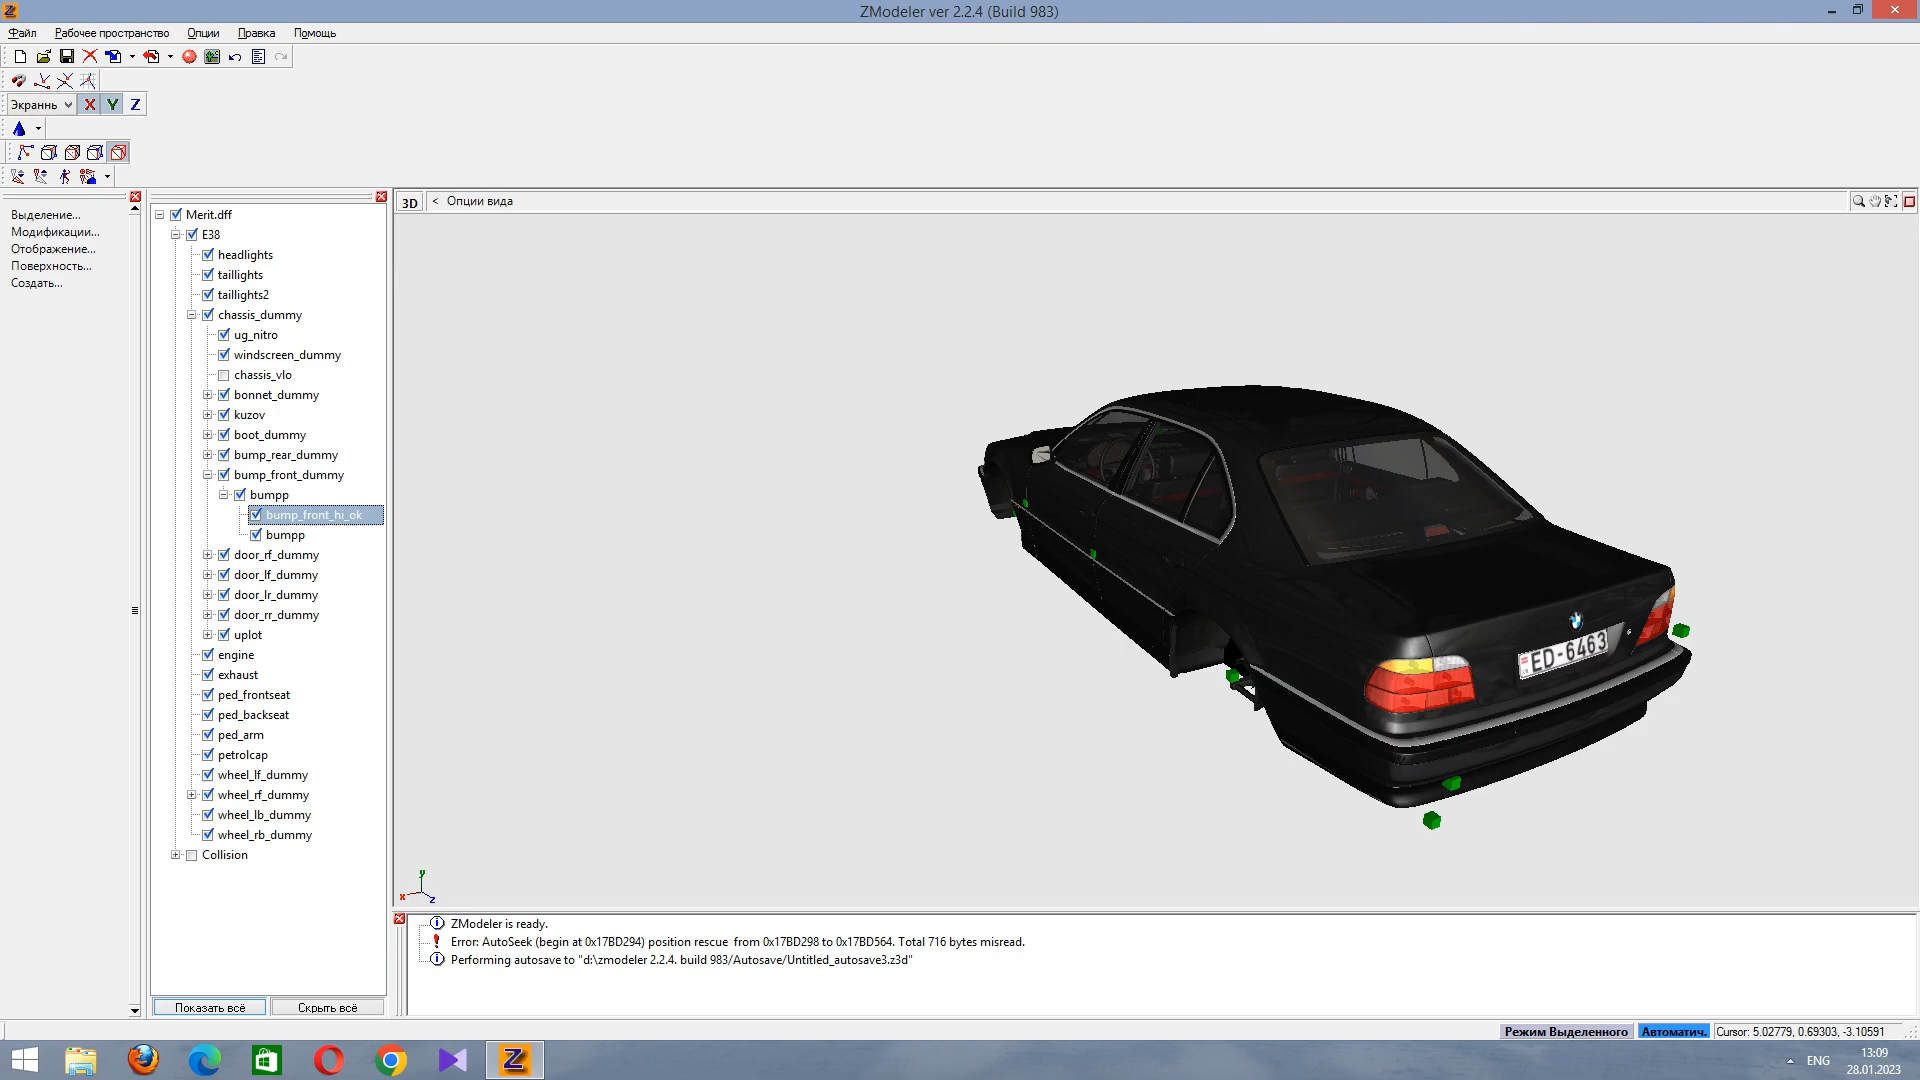 ZModeler ver 2.2.4 (Build 983)
Файл Рабочее пространство Опции Правка Помощь
Экраннь X Y Z
3D < Опции вида
Выделение...
Модификации...
Отображение...
Поверхность...
Создать...
Merit.dff
E38
headlights
taillights
taillights2
chassis_dummy
ug_nitro
windscreen_dummy
chassis_vlo
bonnet_dummy
kuzov
boot_dummy
bump_rear_dummy
bump_front_dummy
bumpp
bump_front_hi_ok
bumpp
door_rf_dummy
door_lf_dummy
door_lr_dummy
door_rr_dummy
uplot
engine
exhaust
ped_frontseat
ped_backseat
ped_arm
petrolcap
wheel_lf_dummy
wheel_rf_dummy
wheel_lb_dummy
wheel_rb_dummy
Collision
Показать всё Скрыть всё
ED-6463
y
x
z
ZModeler is ready.
Error: AutoSeek (begin at 0x17BD294) position rescue from 0x17BD298 to 0x17BD564. Total 716 bytes misread.
Performing autosave to "d:\zmodeler 2.2.4. build 983/Autosave/Untitled_autosave3.z3d"
Режим Выделенного Автоматич. Cursor: 5.02779, 0.69303, -3.10591
ENG
13:09
28.01.2023